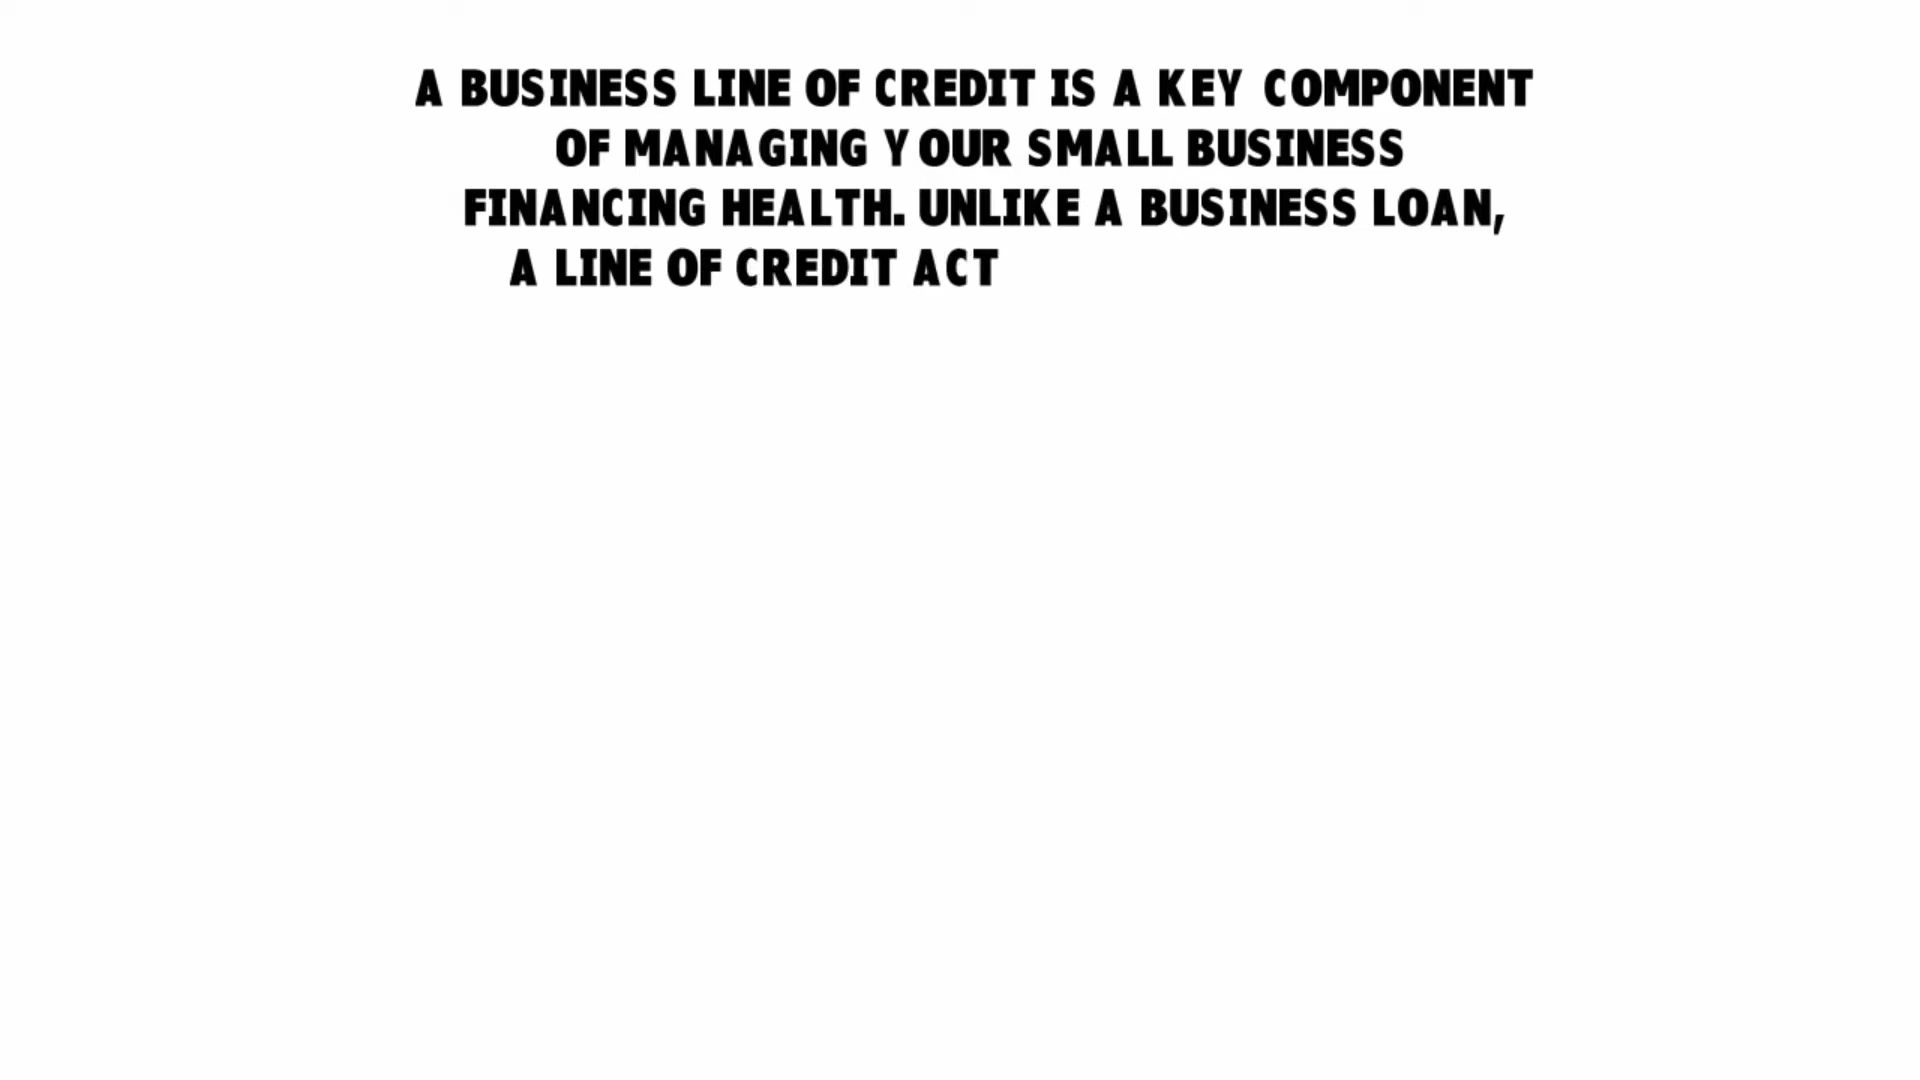 A BUSINESS LINE OF CREDIT IS A KEY COMPONENT
OF MANAGING YOUR SMALL BUSINESS
FINANCING HEALTH. UNLIKE A BUSINESS LOAN,
A LINE OF CREDIT ACT